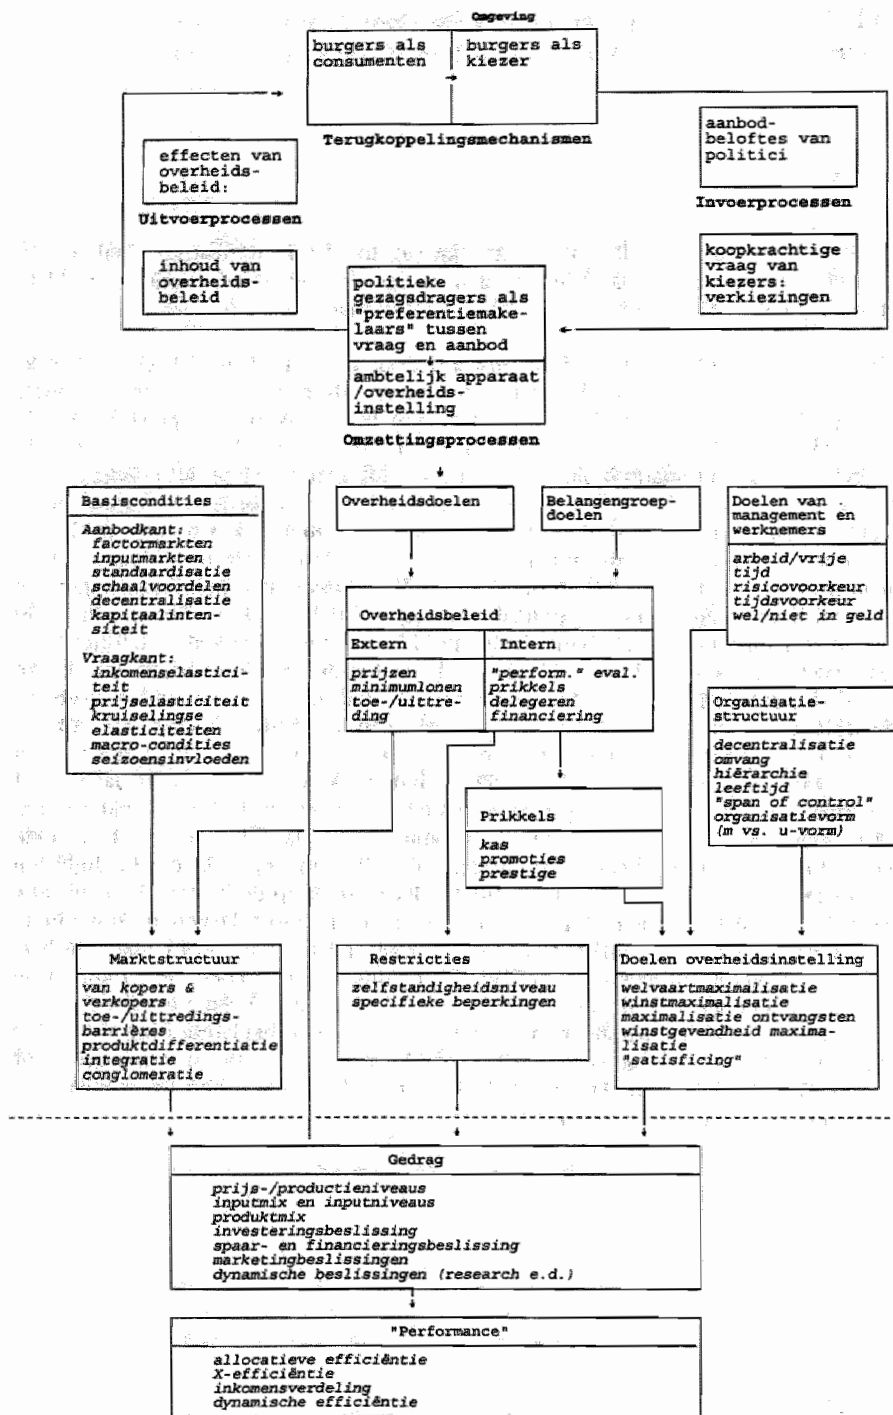 Omgeving
burgers als
consumenten
burgers als
kiezer
Terugkoppelingsmechanismen
effecten van
overheids-
beleid:
Uitvoerprocessen
inhoud van
overheids-
beleid
aanbod-
beloftes van
politici
Invoerprocessen
koopkrachtige
vraag van
kiezers:
verkiezingen
politieke
gezagsdragers als
"preferentiemake-
laars" tussen
vraag en aanbod
ambtelijk apparaat
/overheids-
instelling
Omzettingsprocessen
Basiscondities
Aanbodkant:
factormarkten
inputmarkten
standaardisatie
schaalvoordelen
decentralisatie
kapitaalinten-
siteit
Vraagkant:
inkomenselastici-
teit
prijselasticiteit
kruiselingse
elasticiteiten
macro-condities
seizoensinvloeden
Overheidsdoelen
Belangengroep-
doelen
Doelen van
management en
werknemers
arbeid/vrije
tijd
risicovoorkeur
tijdsvoorkeur
wel/niet in geld
Overheidsbeleid
Extern
prijzen
minimumlonen
toe-/uittre-
ding
Intern
"perform." eval.
prikkels
delegeren
financiering
Organisatie-
structuur
decentralisatie
omvang
hiërarchie
leeftijd
"span of control"
organisatievorm
(m vs. u-vorm)
Prikkels
kas
promoties
prestige
Marktstructuur
van kopers &
verkopers
toe-/uittredings-
barrières
produktdifferentiatie
integratie
conglomeratie
Restricties
zelfstandigheidsniveau
specifieke beperkingen
Doelen overheidsinstelling
welvaartmaximalisatie
winstmaximalisatie
maximalisatie ontvangsten
winstgevendheid maxima-
lisatie
"satisficing"
Gedrag
prijs-/productieniveaus
inputmix en inputniveaus
produktmix
investeringsbeslissing
spaar- en financieringsbeslissing
marketingbeslissingen
dynamische beslissingen (research e.d.)
"Performance"
allocatieve efficiëntie
X-efficiëntie
inkomensverdeling
dynamische efficiëntie